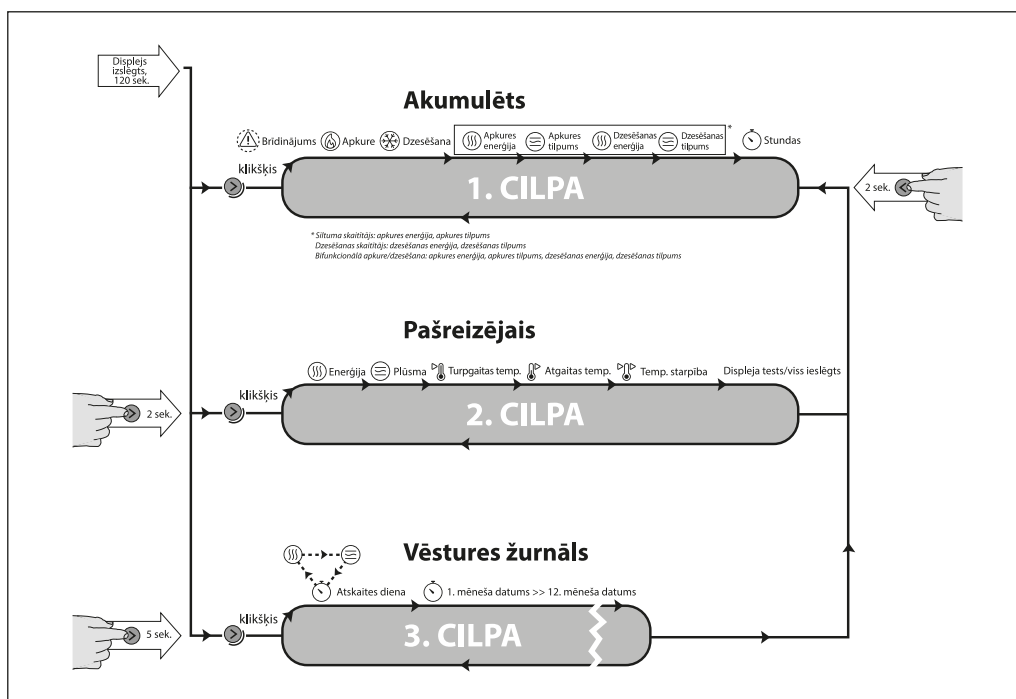 Displejs
izslēgts,
120 sek.
Akumulēts
Brīdinājums
Apkure
Dzesēšana
Apkures
enerģija
Apkures
tilpums
Dzesēšanas
enerģija
Dzesēšanas
tilpums
*
Stundas
klikšķis
1. CILPA
2 sek.
* Siltuma skaitītājs: apkures enerģija, apkures tilpums
Dzesēšanas skaitītājs: dzesēšanas enerģija, dzesēšanas tilpums
Bifunkcionālā apkure/dzesēšana: apkures enerģija, apkures tilpums, dzesēšanas enerģija, dzesēšanas tilpums
Pašreizējais
Enerģija
Plūsma
Turpgaitas temp.
Atgaitas temp.
Temp. starpība
Displeja tests/viss ieslēgts
klikšķis
2 sek.
2. CILPA
Vēstures žurnāls
Atskaites diena
1. mēneša datums >> 12. mēneša datums
klikšķis
5 sek.
3. CILPA